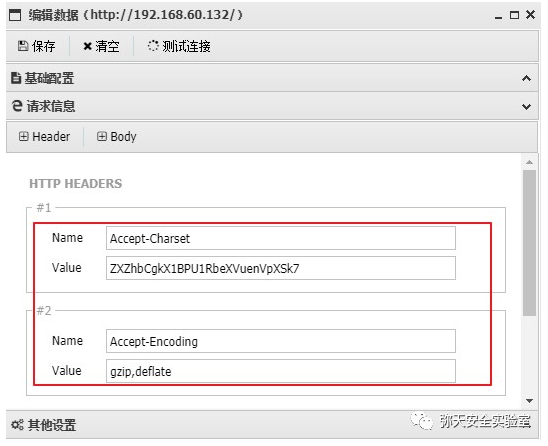 编辑数据（http://192.168.60.132/）
保存 清空 测试连接
基础配置
请求信息
Header Body
HTTP HEADERS
#1
Name Accept-Charset
Value ZXZhbCgkX1BPU1RbeXVuenVpXSk7
#2
Name Accept-Encoding
Value gzip,deflate
其他设置
弥天安全实验室